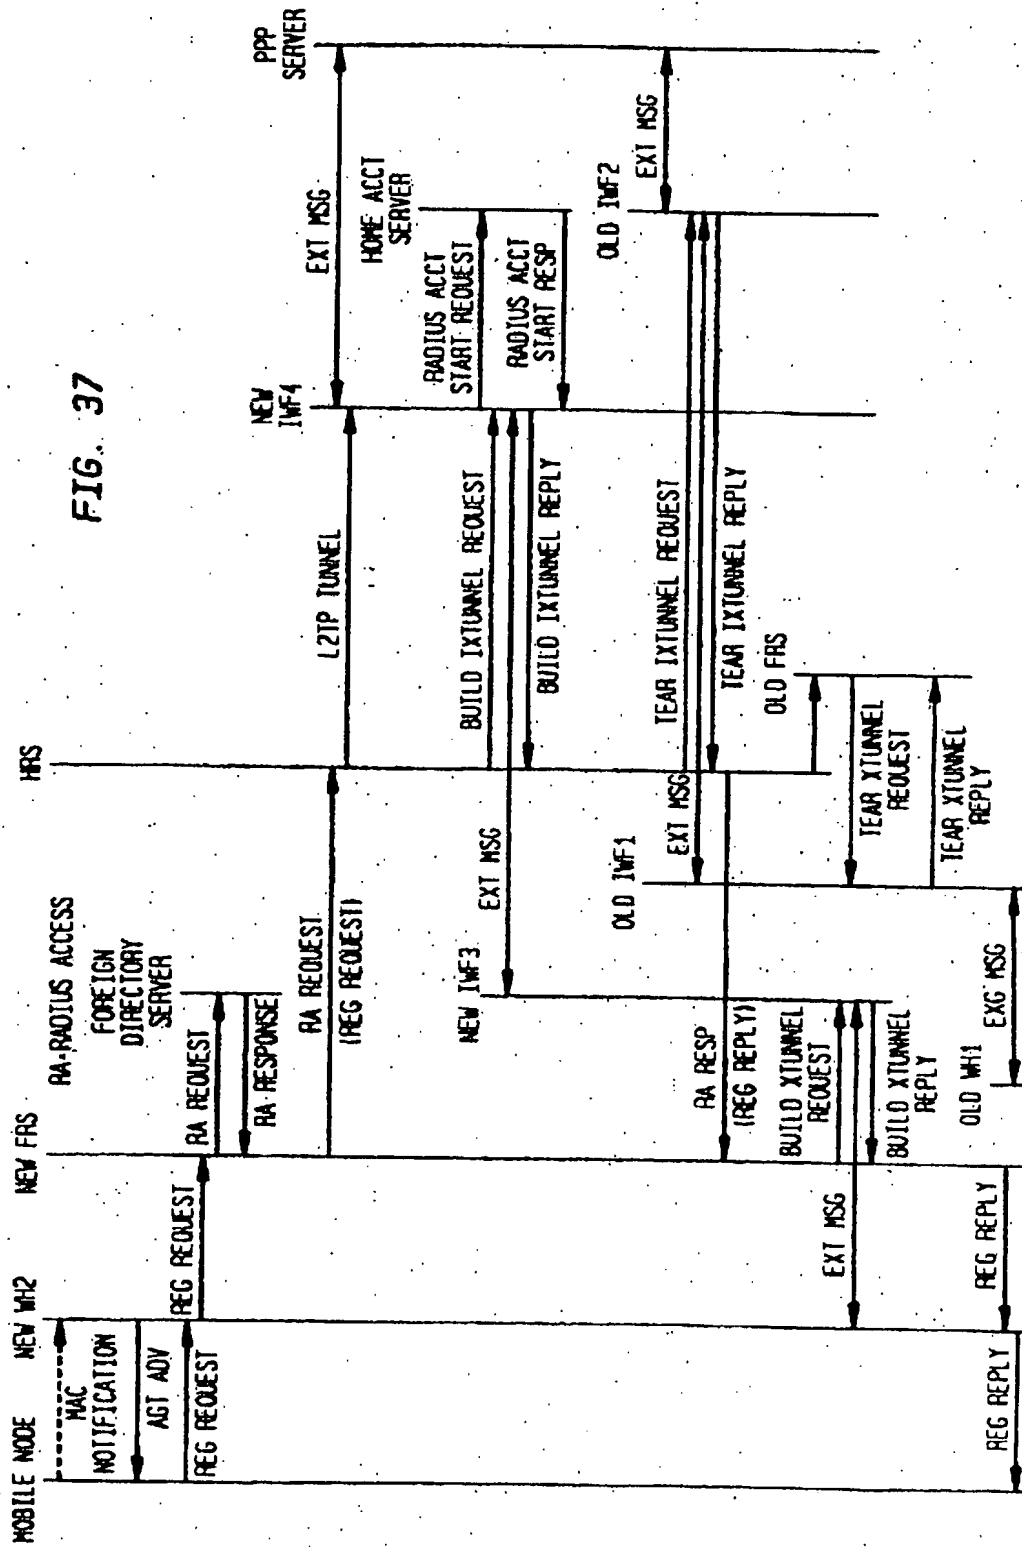 FIG. 37
MOBILE NODE
NEW WH2
NEW FRS
RA-RADIUS ACCESS
HRS
MAC
NOTIFICATION
AGT ADV
REG REQUEST
REG REQUEST
FOREIGN
DIRECTORY
SERVER
RA REQUEST
RA RESPONSE
RA REQUEST
(REG REQUEST)
NEW
IWF4
PPP
SERVER
L2TP TUNNEL
EXT MSG
HOME ACCT
SERVER
RADIUS ACCT
START REQUEST
RADIUS ACCT
START RESP
BUILD IXTUNNEL REQUEST
EXT MSG
BUILD IXTUNNEL REPLY
NEW IWF3
OLD IWF2
EXT MSG
OLD IWF1
TEAR IXTUNNEL REQUEST
EXT MSG
TEAR IXTUNNEL REPLY
RA RESP
(REG REPLY)
OLD FRS
BUILD XTUNNEL
REQUEST
EXT MSG
BUILD XTUNNEL
REPLY
TEAR XTUNNEL
REQUEST
TEAR XTUNNEL
REPLY
OLD WH1
EXG MSG
REG REPLY
REG REPLY